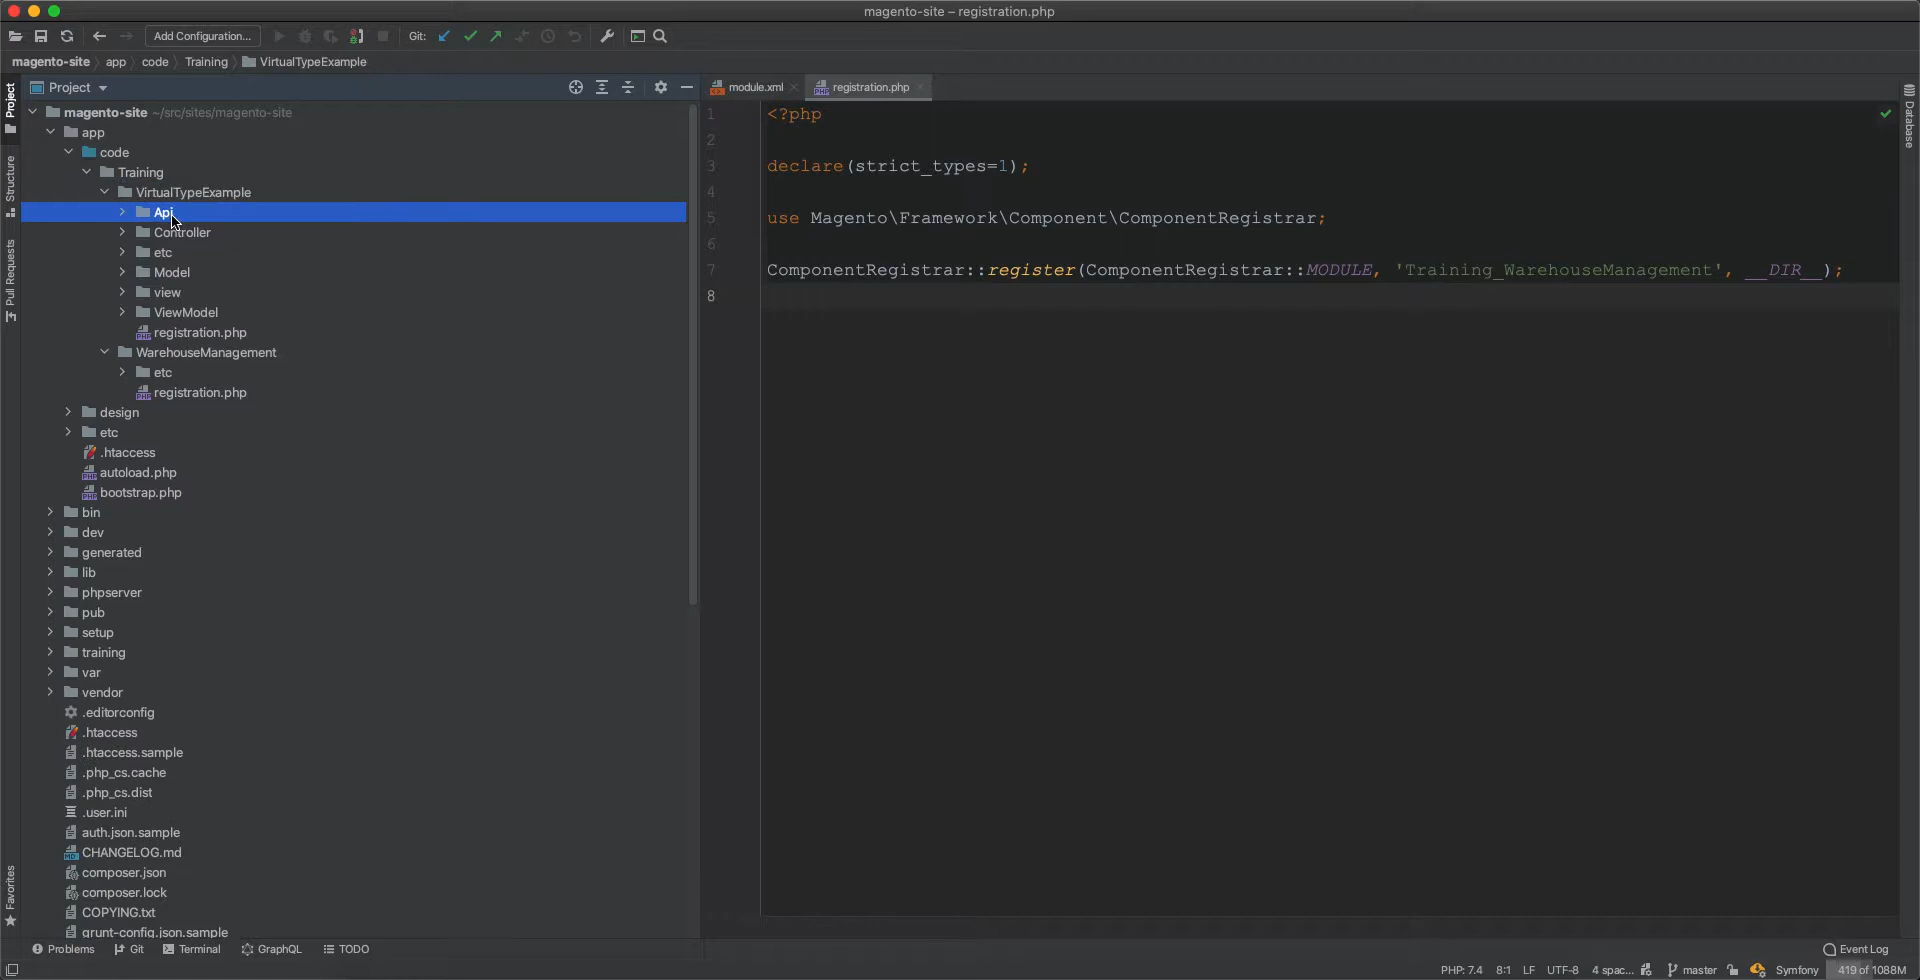 magento-site – registration.php
Add Configuration...
Git:
magento-site
app
code
Training
VirtualTypeExample
Project
Structure
Pull Requests
Favorites
Project
magento-site ~/src/sites/magento-site
app
code
Training
VirtualTypeExample
Api
Controller
etc
Model
view
ViewModel
registration.php
WarehouseManagement
etc
registration.php
design
etc
.htaccess
autoload.php
bootstrap.php
bin
dev
generated
lib
phpserver
pub
setup
training
var
vendor
.editorconfig
.htaccess
.htaccess.sample
.php_cs.cache
.php_cs.dist
.user.ini
auth.json.sample
CHANGELOG.md
composer.json
composer.lock
COPYING.txt
grunt-config.json.sample
module.xml
registration.php
1 <?php
2
3 declare(strict_types=1);
4
5 use Magento\Framework\Component\ComponentRegistrar;
6
7 ComponentRegistrar::register(ComponentRegistrar::MODULE, 'Training_WarehouseManagement', __DIR__);
8
Database
Problems
Git
Terminal
GraphQL
TODO
Event Log
PHP: 7.4
8:1
LF
UTF-8
4 spac...
master
Symfony
419 of 1088M